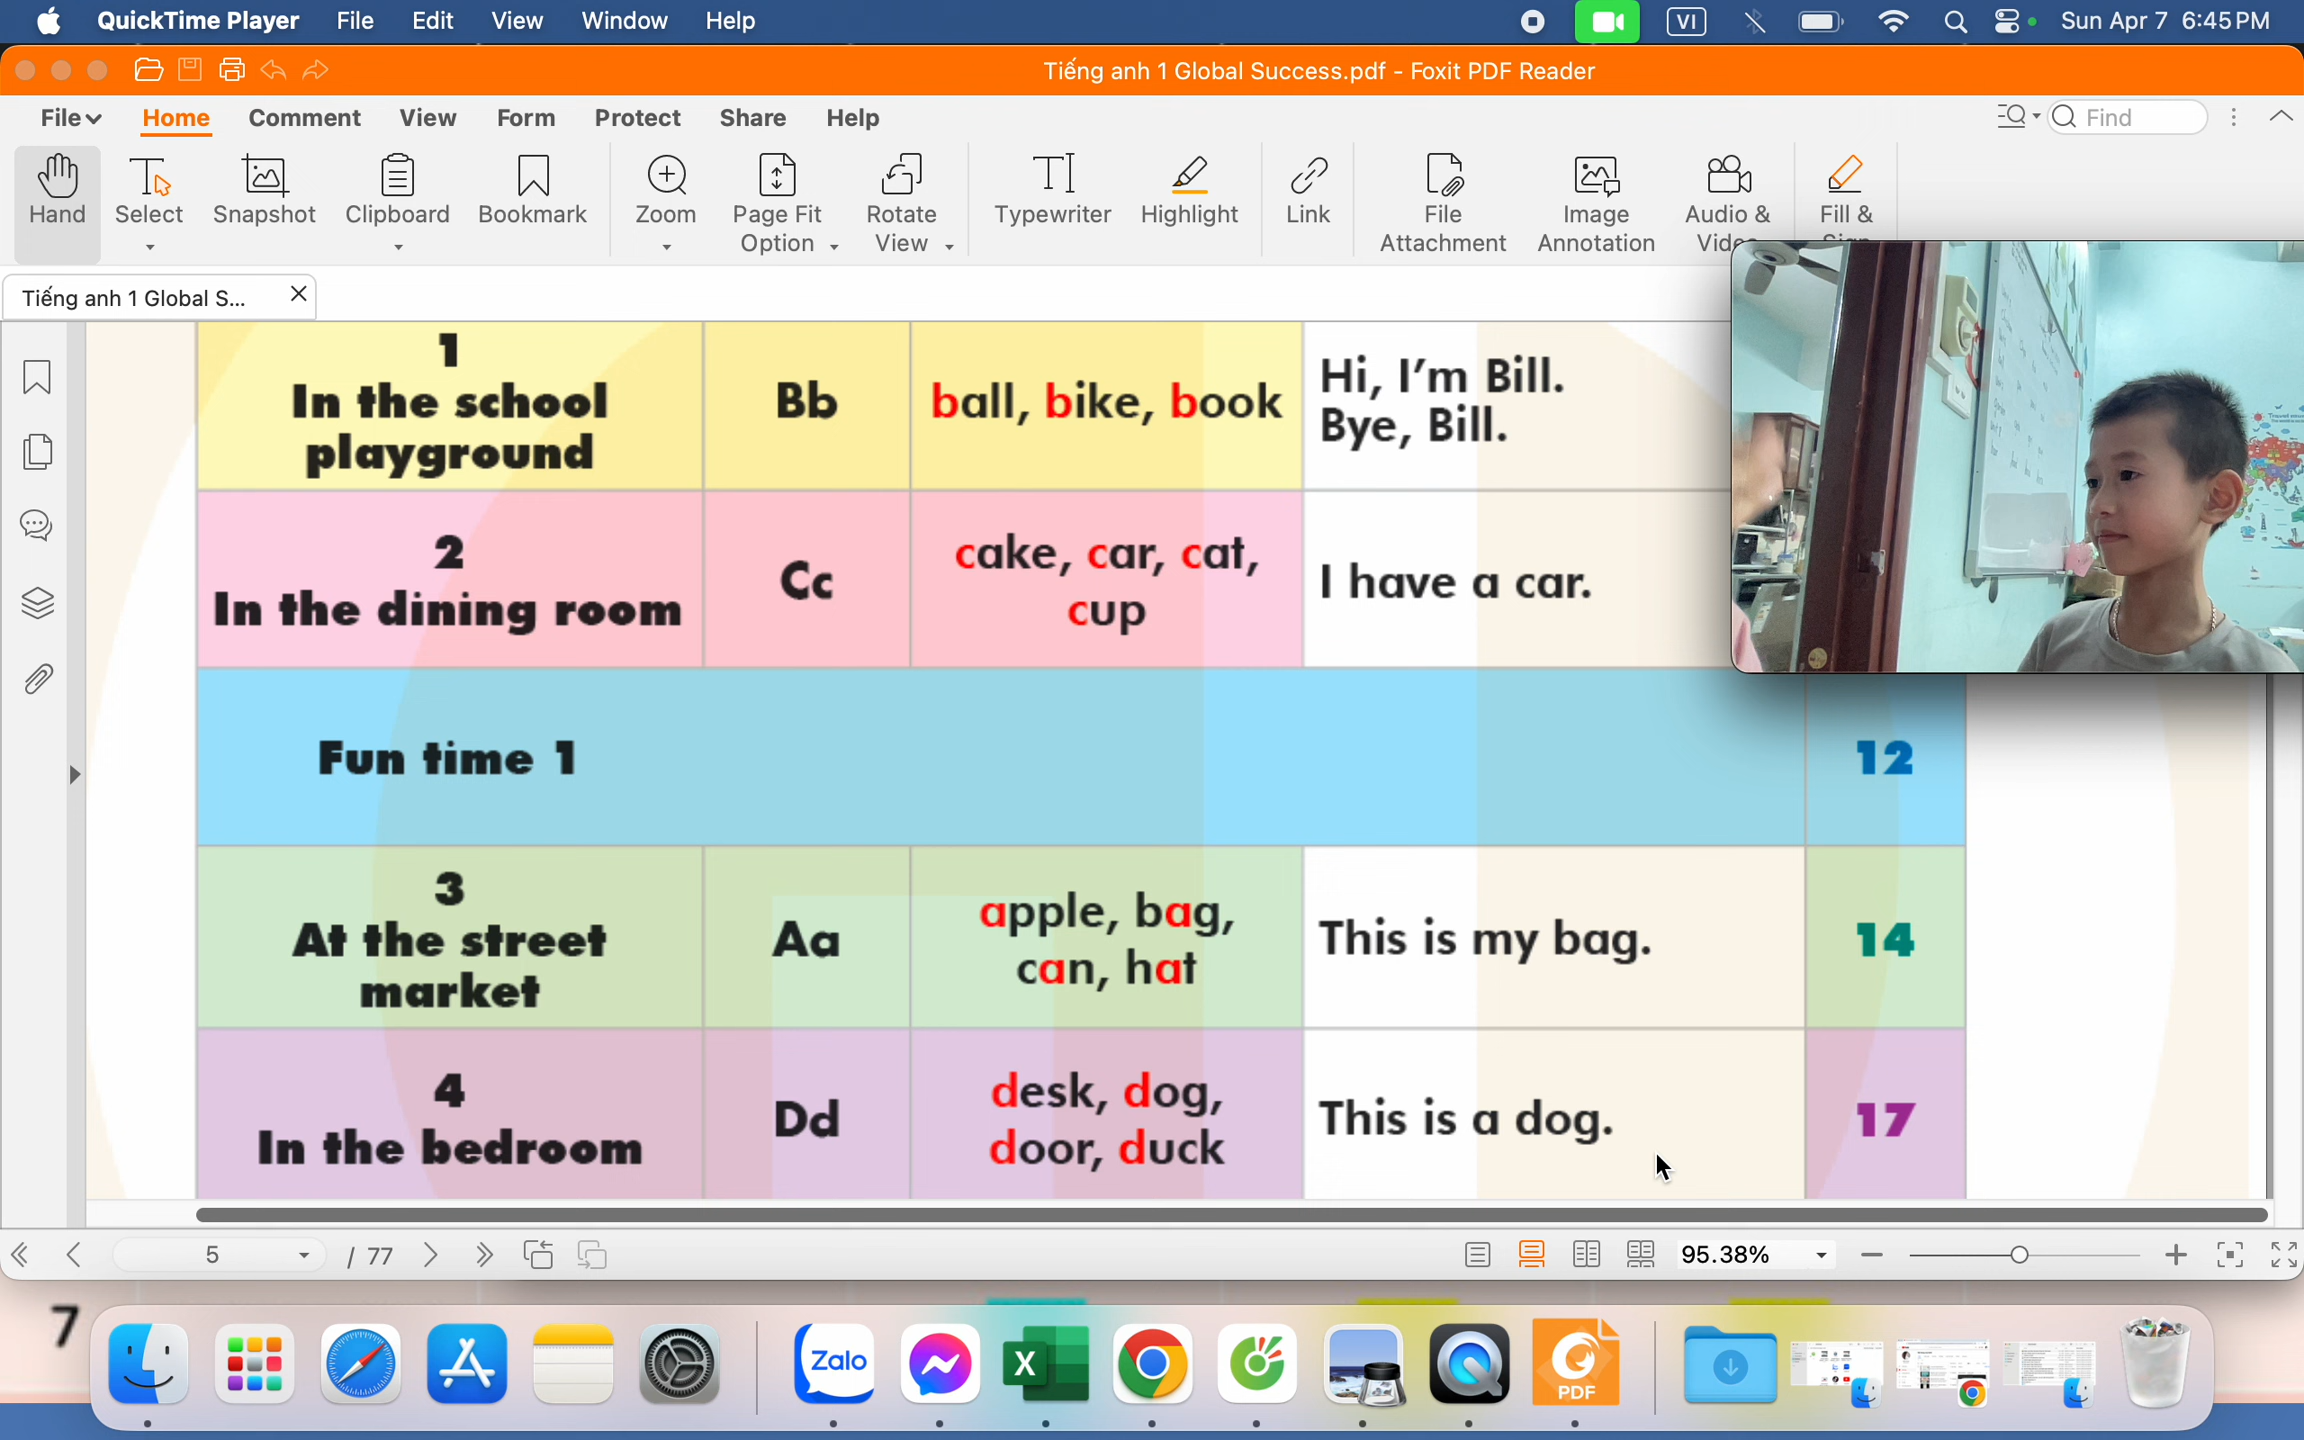 QuickTime Player File Edit View Window Help VI Sun Apr 7 6:45 PM
Tiếng anh 1 Global Success.pdf - Foxit PDF Reader
File Home Comment View Form Protect Share Help Find
Hand Select Snapshot Clipboard Bookmark Zoom Page Fit Option Rotate View Typewriter Highlight Link File Attachment Image Annotation Audio & Video Fill & Sign
Tiếng anh 1 Global S...
1
In the school
playground
Bb
ball, bike, book
Hi, I'm Bill.
Bye, Bill.
2
In the dining room
Cc
cake, car, cat,
cup
I have a car.
Fun time 1
12
3
At the street
market
Aa
apple, bag,
can, hat
This is my bag.
14
4
In the bedroom
Dd
desk, dog,
door, duck
This is a dog.
17
5 / 77 95.38%
7
Zalo
X
PDF